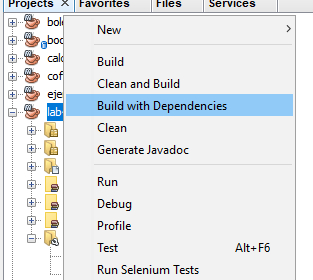 Projects Favorites Files Services
New
Build
Clean and Build
Build with Dependencies
Clean
Generate Javadoc
Run
Debug
Profile
Test Alt+F6
Run Selenium Tests